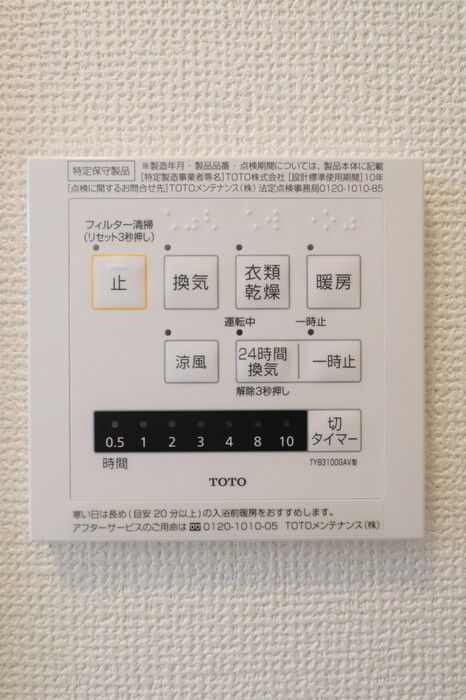 特定保守製品
※製造年月・製品品番・点検期間については、製品本体に記載
[特定製造事業者等名]TOTO株式会社 [設計標準使用期間]10年
[点検に関するお問合せ先]TOTOメンテナンス(株) 法定点検事務局0120-1010-85
フィルター清掃
(リセット3秒押し)
止
換気
衣類
乾燥
暖房
運転中
一時止
涼風
24時間
換気
一時止
解除3秒押し
0.5 1 2 3 4 8 10
時間
切
タイマー
TYB3100GAV型
TOTO
寒い日は長め(目安20分以上)の入浴前暖房をおすすめします。
アフターサービスのご用命は 0120-1010-05 TOTOメンテナンス(株)